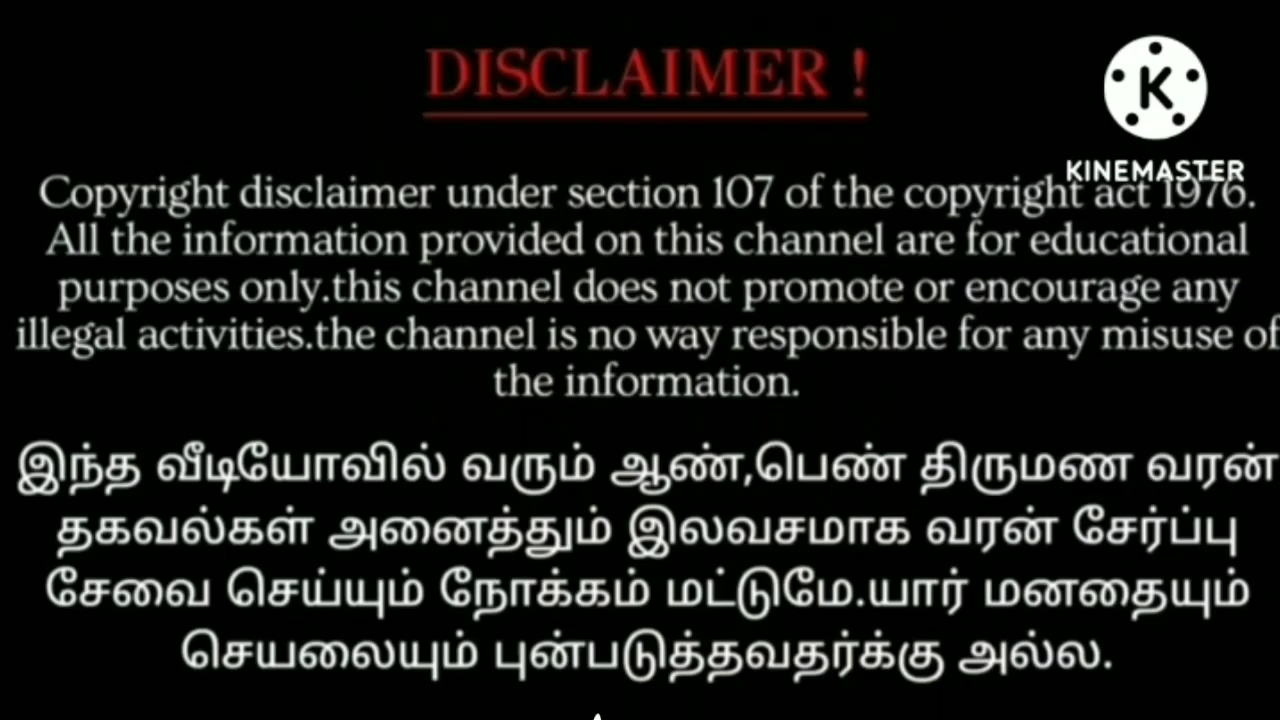 DISCLAIMER !
K
KINEMASTER
Copyright disclaimer under section 107 of the copyright act 1976.
All the information provided on this channel are for educational
purposes only.this channel does not promote or encourage any
illegal activities.the channel is no way responsible for any misuse of
the information.
இந்த வீடியோவில் வரும் ஆண்,பெண் திருமண வரன்
தகவல்கள் அனைத்தும் இலவசமாக வரன் சேர்ப்பு
சேவை செய்யும் நோக்கம் மட்டுமே.யார் மனதையும்
செயலையும் புன்படுத்தவதர்க்கு அல்ல.